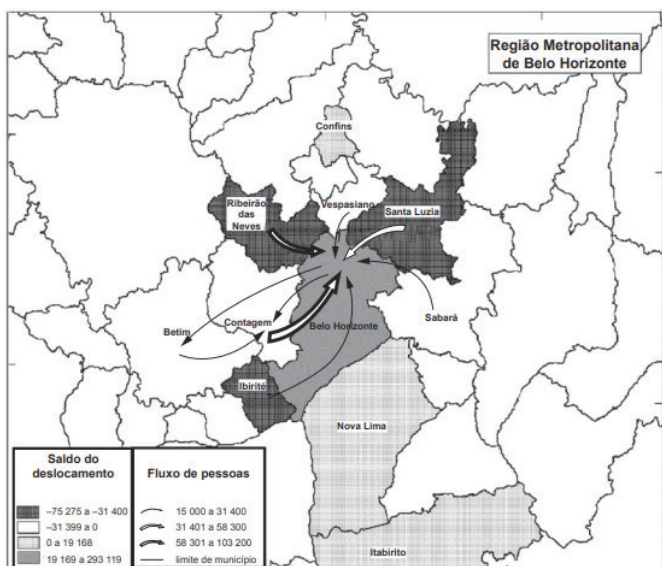 Região Metropolitana
de Belo Horizonte
Confins
Ribeirão
das
Neves
Vespasiano
Santa Luzia
Betim
Contagem
Belo Horizonte
Sabará
Ibirité
Nova Lima
Itabirito
Saldo do
deslocamento
–75 275 a –31 400
–31 399 a 0
0 a 19 168
19 169 a 293 119
Fluxo de pessoas
15 000 a 31 400
31 401 a 58 300
58 301 a 103 200
limite de município